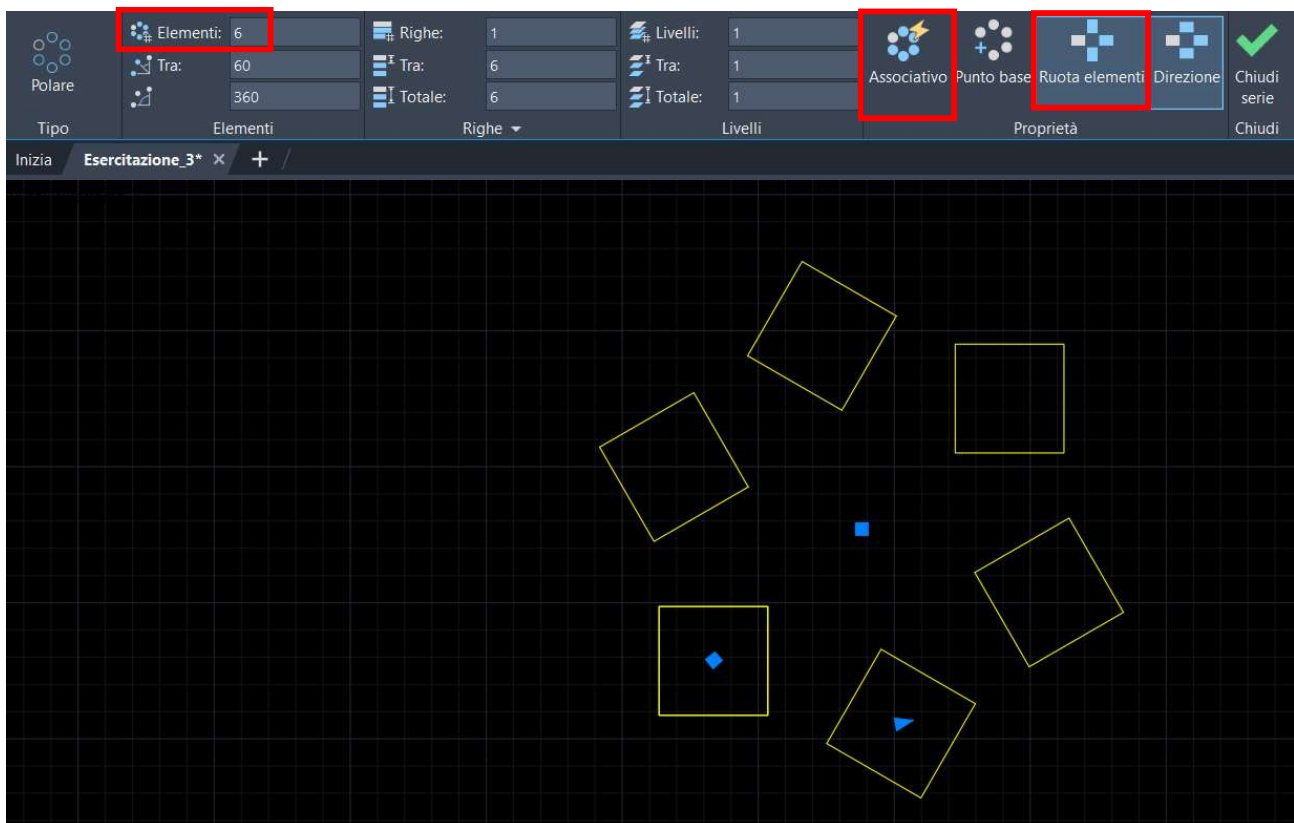 Elementi: 6
Righe: 1
Livelli: 1
Tra: 60
Tra: 6
Tra: 1
360
Totale: 6
Totale: 1
Polare
Associativo
Punto base
Ruota elementi
Direzione
Chiudi
serie
Tipo
Elementi
Righe
Livelli
Proprietà
Chiudi
Inizia
Esercitazione_3*